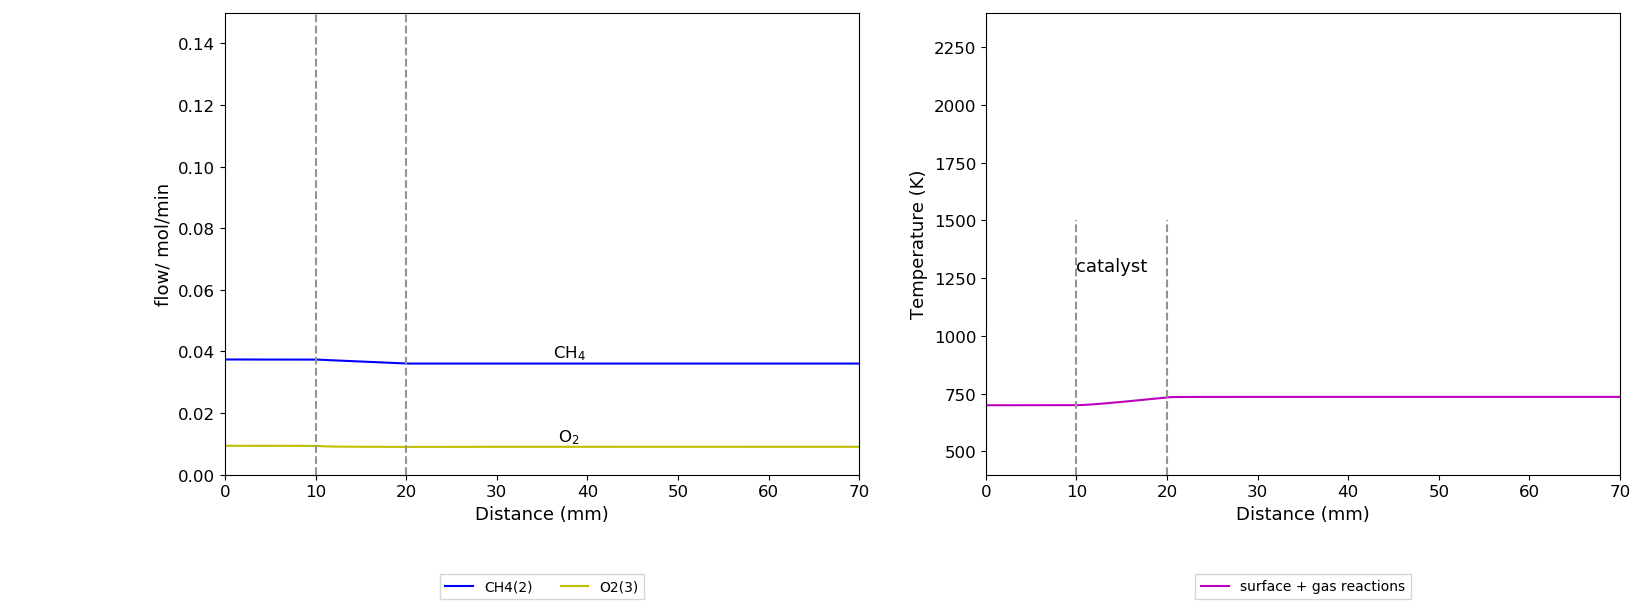 0.14
0.12
0.10
0.08
0.06
0.04
0.02
0.00
flow/ mol/min
CH₄
O₂
0 10 20 30 40 50 60 70
Distance (mm)
CH4(2) O2(3)
2250
2000
1750
1500
1250
1000
750
500
Temperature (K)
catalyst
0 10 20 30 40 50 60 70
Distance (mm)
surface + gas reactions